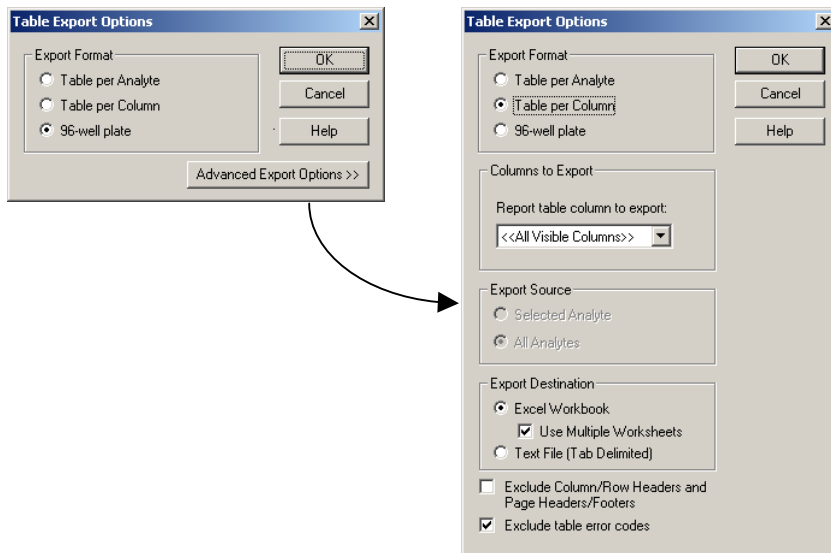 Table Export Options
Export Format
Table per Analyte
Table per Column
96-well plate
OK
Cancel
Help
Advanced Export Options >>
Table Export Options
Export Format
Table per Analyte
Table per Column
96-well plate
OK
Cancel
Help
Columns to Export
Report table column to export:
<<All Visible Columns>>
Export Source
Selected Analyte
All Analytes
Export Destination
Excel Workbook
Use Multiple Worksheets
Text File (Tab Delimited)
Exclude Column/Row Headers and
Page Headers/Footers
Exclude table error codes